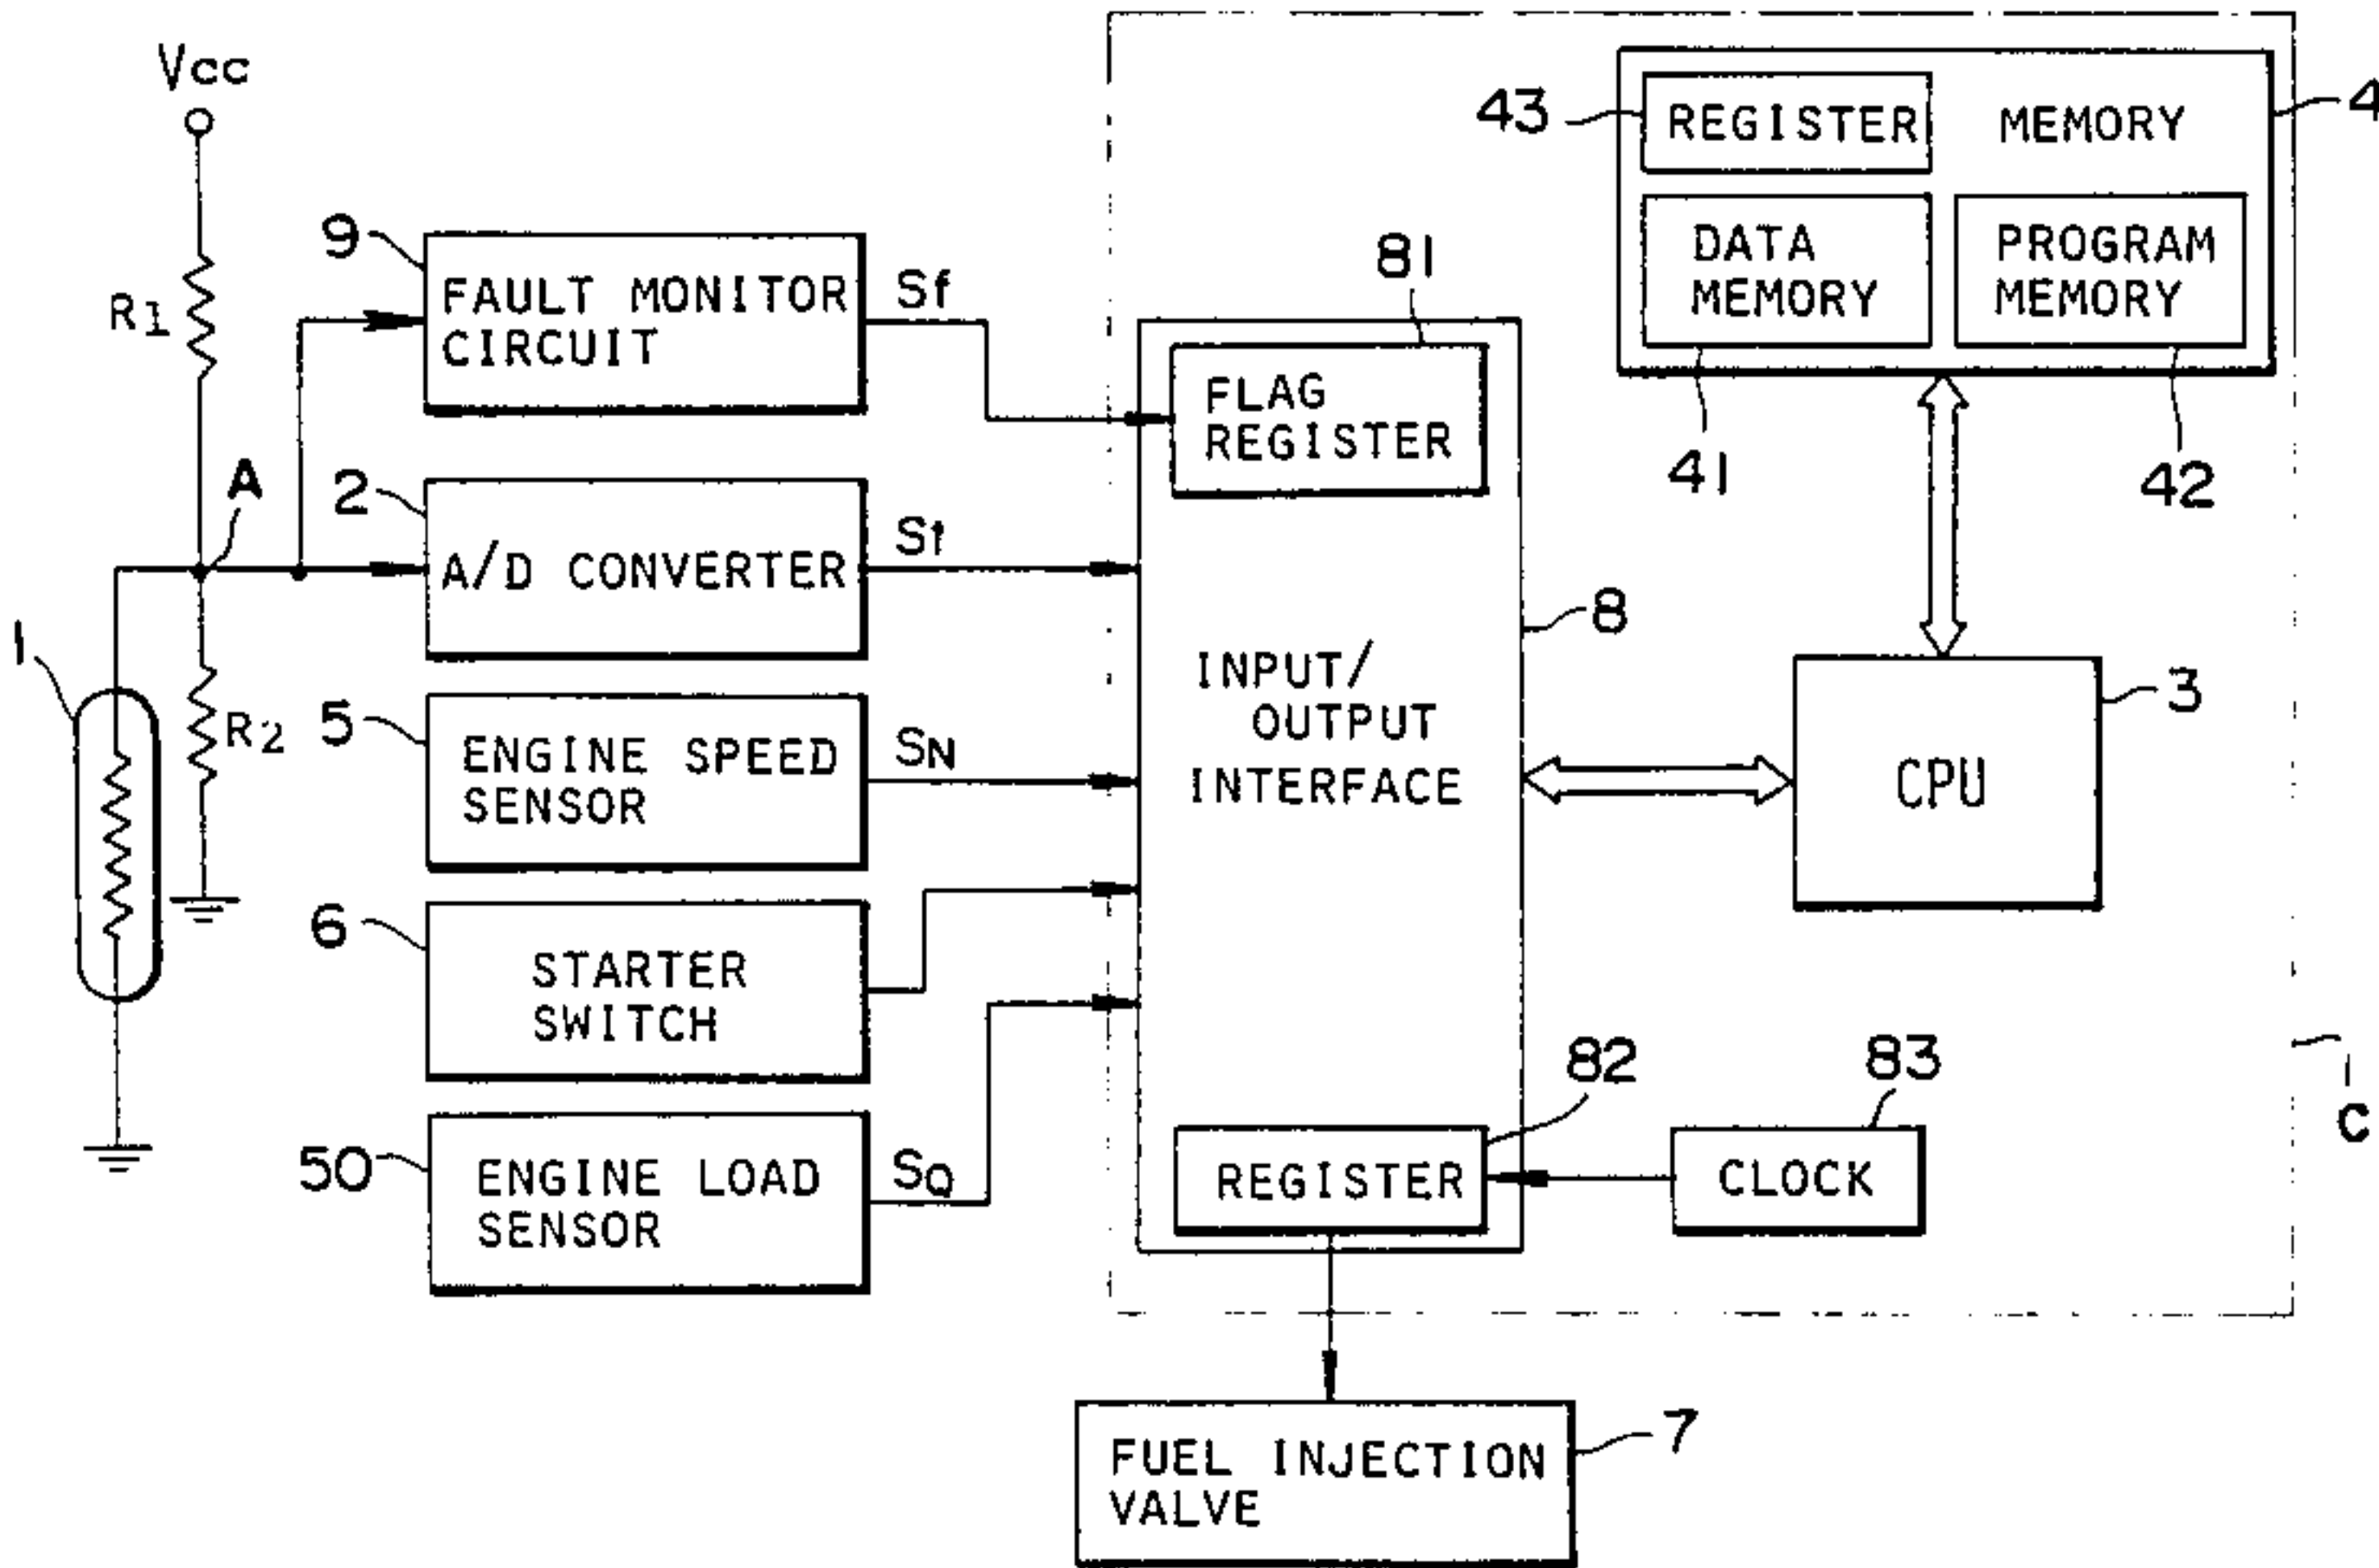 Vcc
R1
A
1
R2
9
FAULT MONITOR
CIRCUIT
Sf
2
A/D CONVERTER
St
5
ENGINE SPEED
SENSOR
SN
6
STARTER
SWITCH
50
ENGINE LOAD
SENSOR
SQ
81
FLAG
REGISTER
INPUT/
OUTPUT
INTERFACE
8
82
REGISTER
83
CLOCK
43
REGISTER
MEMORY
4
DATA
MEMORY
PROGRAM
MEMORY
41
42
3
CPU
C
7
FUEL INJECTION
VALVE